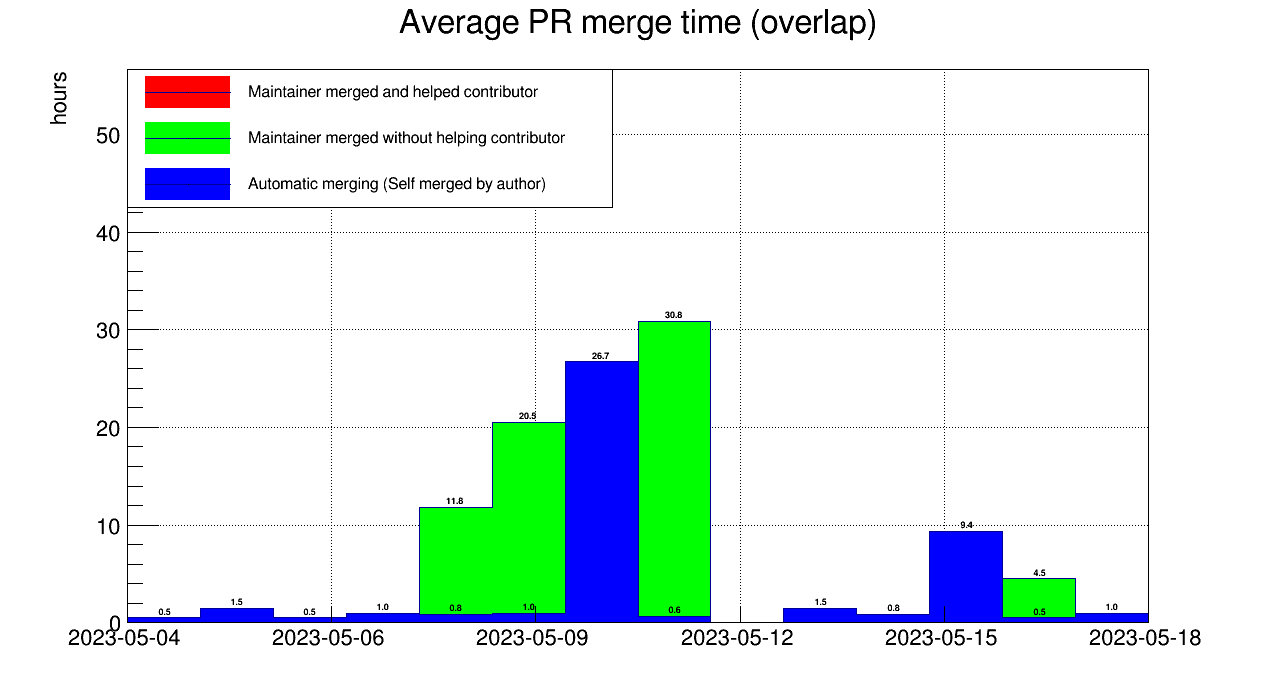 Average PR merge time (overlap)
hours
Maintainer merged and helped contributor
Maintainer merged without helping contributor
Automatic merging (Self merged by author)
50
40
30
20
10
0
30.8
26.7
20.5
11.8
9.4
4.5
0.5 1.5 0.5 1.0 0.8 1.0 0.6 1.5 0.8 0.5 1.0
2023-05-04 2023-05-06 2023-05-09 2023-05-12 2023-05-15 2023-05-18